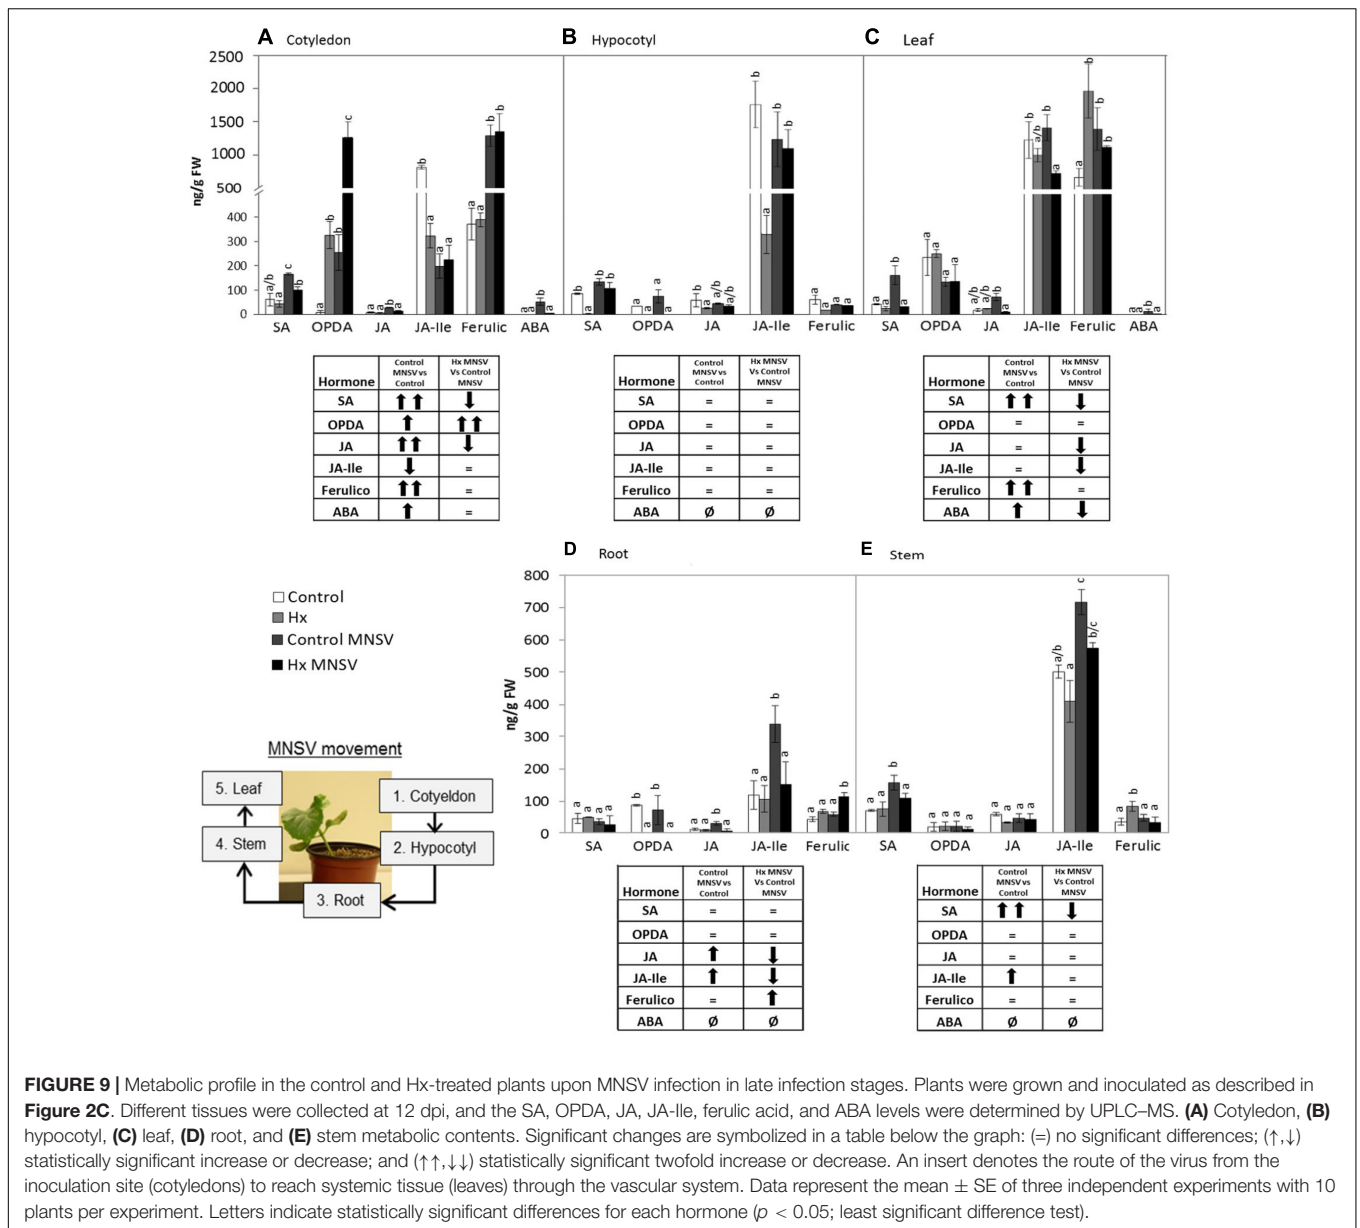 A Cotyledon
B Hypocotyl
C Leaf
ng/g FW
2500
2000
1500
1000
500
400
300
200
100
0
a/b a c b
a b b c
a a b a
b a a a
a a b b
a a b a
SA OPDA JA JA-Ile Ferulic ABA
b a b b
a a a a
b a a/b a/b
b a b b
a a a a
SA OPDA JA JA-Ile Ferulic
a a b a
a a a a
a/b a/b b a
b a/b b a
a b b b
a a a a
SA OPDA JA JA-Ile Ferulic ABA
Hormone Control MNSV vs Control Hx MNSV Vs Control MNSV
SA ↑↑ ↓
OPDA ↑ ↑↑
JA ↑↑ ↓
JA-Ile ↓ =
Ferulico ↑↑ =
ABA ↑ =
Hormone Control MNSV vs Control Hx MNSV Vs Control MNSV
SA = =
OPDA = =
JA = =
JA-Ile = =
Ferulico = =
ABA Ø Ø
Hormone Control MNSV vs Control Hx MNSV Vs Control MNSV
SA ↑↑ ↓
OPDA = =
JA = ↓
JA-Ile = ↓
Ferulico ↑↑ =
ABA ↑ ↓
Control
Hx
Control MNSV
Hx MNSV
MNSV movement
1. Cotyeldon
2. Hypocotyl
3. Root
4. Stem
5. Leaf
D Root
E Stem
ng/g FW
800
700
600
500
400
300
200
100
0
a a a a
b a b a
a a b a
a a b a
a a a b
SA OPDA JA JA-Ile Ferulic
a a b a
a a a a
a a a a
a/b a c b/c
a b a a
SA OPDA JA JA-Ile Ferulic
Hormone Control MNSV vs Control Hx MNSV Vs Control MNSV
SA = =
OPDA = =
JA ↑ ↓
JA-Ile ↑ ↓
Ferulico = ↑
ABA Ø Ø
Hormone Control MNSV vs Control Hx MNSV Vs Control MNSV
SA ↑↑ ↓
OPDA = =
JA = =
JA-Ile ↑ =
Ferulico = =
ABA Ø Ø
FIGURE 9 | Metabolic profile in the control and Hx-treated plants upon MNSV infection in late infection stages. Plants were grown and inoculated as described in
Figure 2C. Different tissues were collected at 12 dpi, and the SA, OPDA, JA, JA-Ile, ferulic acid, and ABA levels were determined by UPLC–MS. (A) Cotyledon, (B)
hypocotyl, (C) leaf, (D) root, and (E) stem metabolic contents. Significant changes are symbolized in a table below the graph: (=) no significant differences; (↑,↓)
statistically significant increase or decrease; and (↑↑,↓↓) statistically significant twofold increase or decrease. An insert denotes the route of the virus from the
inoculation site (cotyledons) to reach systemic tissue (leaves) through the vascular system. Data represent the mean ± SE of three independent experiments with 10
plants per experiment. Letters indicate statistically significant differences for each hormone (p < 0.05; least significant difference test).